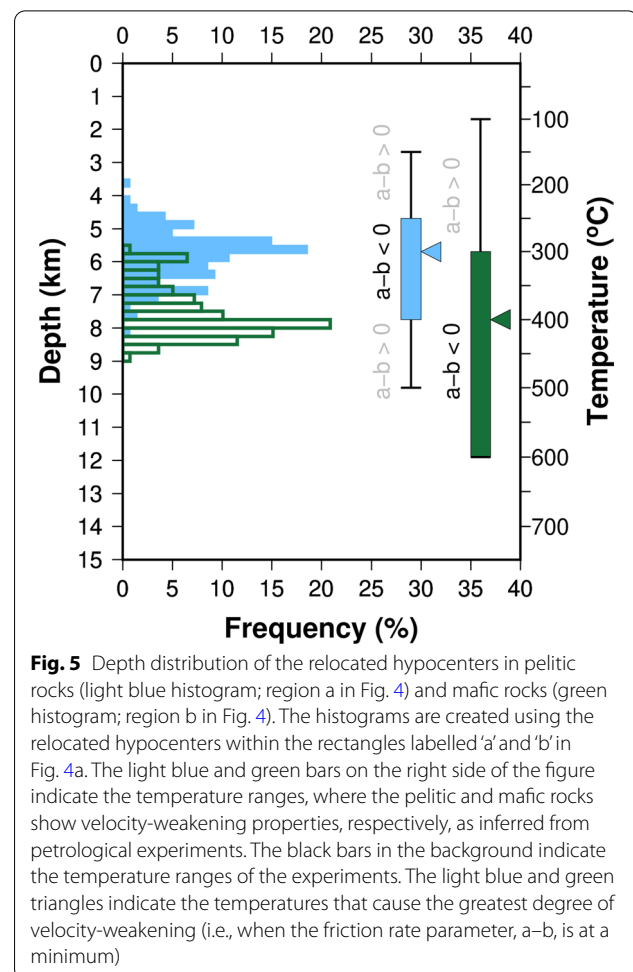 0 5 10 15 20 25 30 35 40
0
1
2
3
4
5
6
7
8
9
10
11
12
13
14
15
Depth (km)
a–b > 0
a–b < 0
a–b > 0
a–b > 0
a–b < 0
100
200
300
400
500
600
700
Temperature (ºC)
0 5 10 15 20 25 30 35 40
Frequency (%)
Fig. 5 Depth distribution of the relocated hypocenters in pelitic
rocks (light blue histogram; region a in Fig. 4) and mafic rocks (green
histogram; region b in Fig. 4). The histograms are created using the
relocated hypocenters within the rectangles labelled ‘a’ and ‘b’ in
Fig. 4a. The light blue and green bars on the right side of the figure
indicate the temperature ranges, where the pelitic and mafic rocks
show velocity-weakening properties, respectively, as inferred from
petrological experiments. The black bars in the background indicate
the temperature ranges of the experiments. The light blue and green
triangles indicate the temperatures that cause the greatest degree of
velocity-weakening (i.e., when the friction rate parameter, a–b, is at a
minimum)